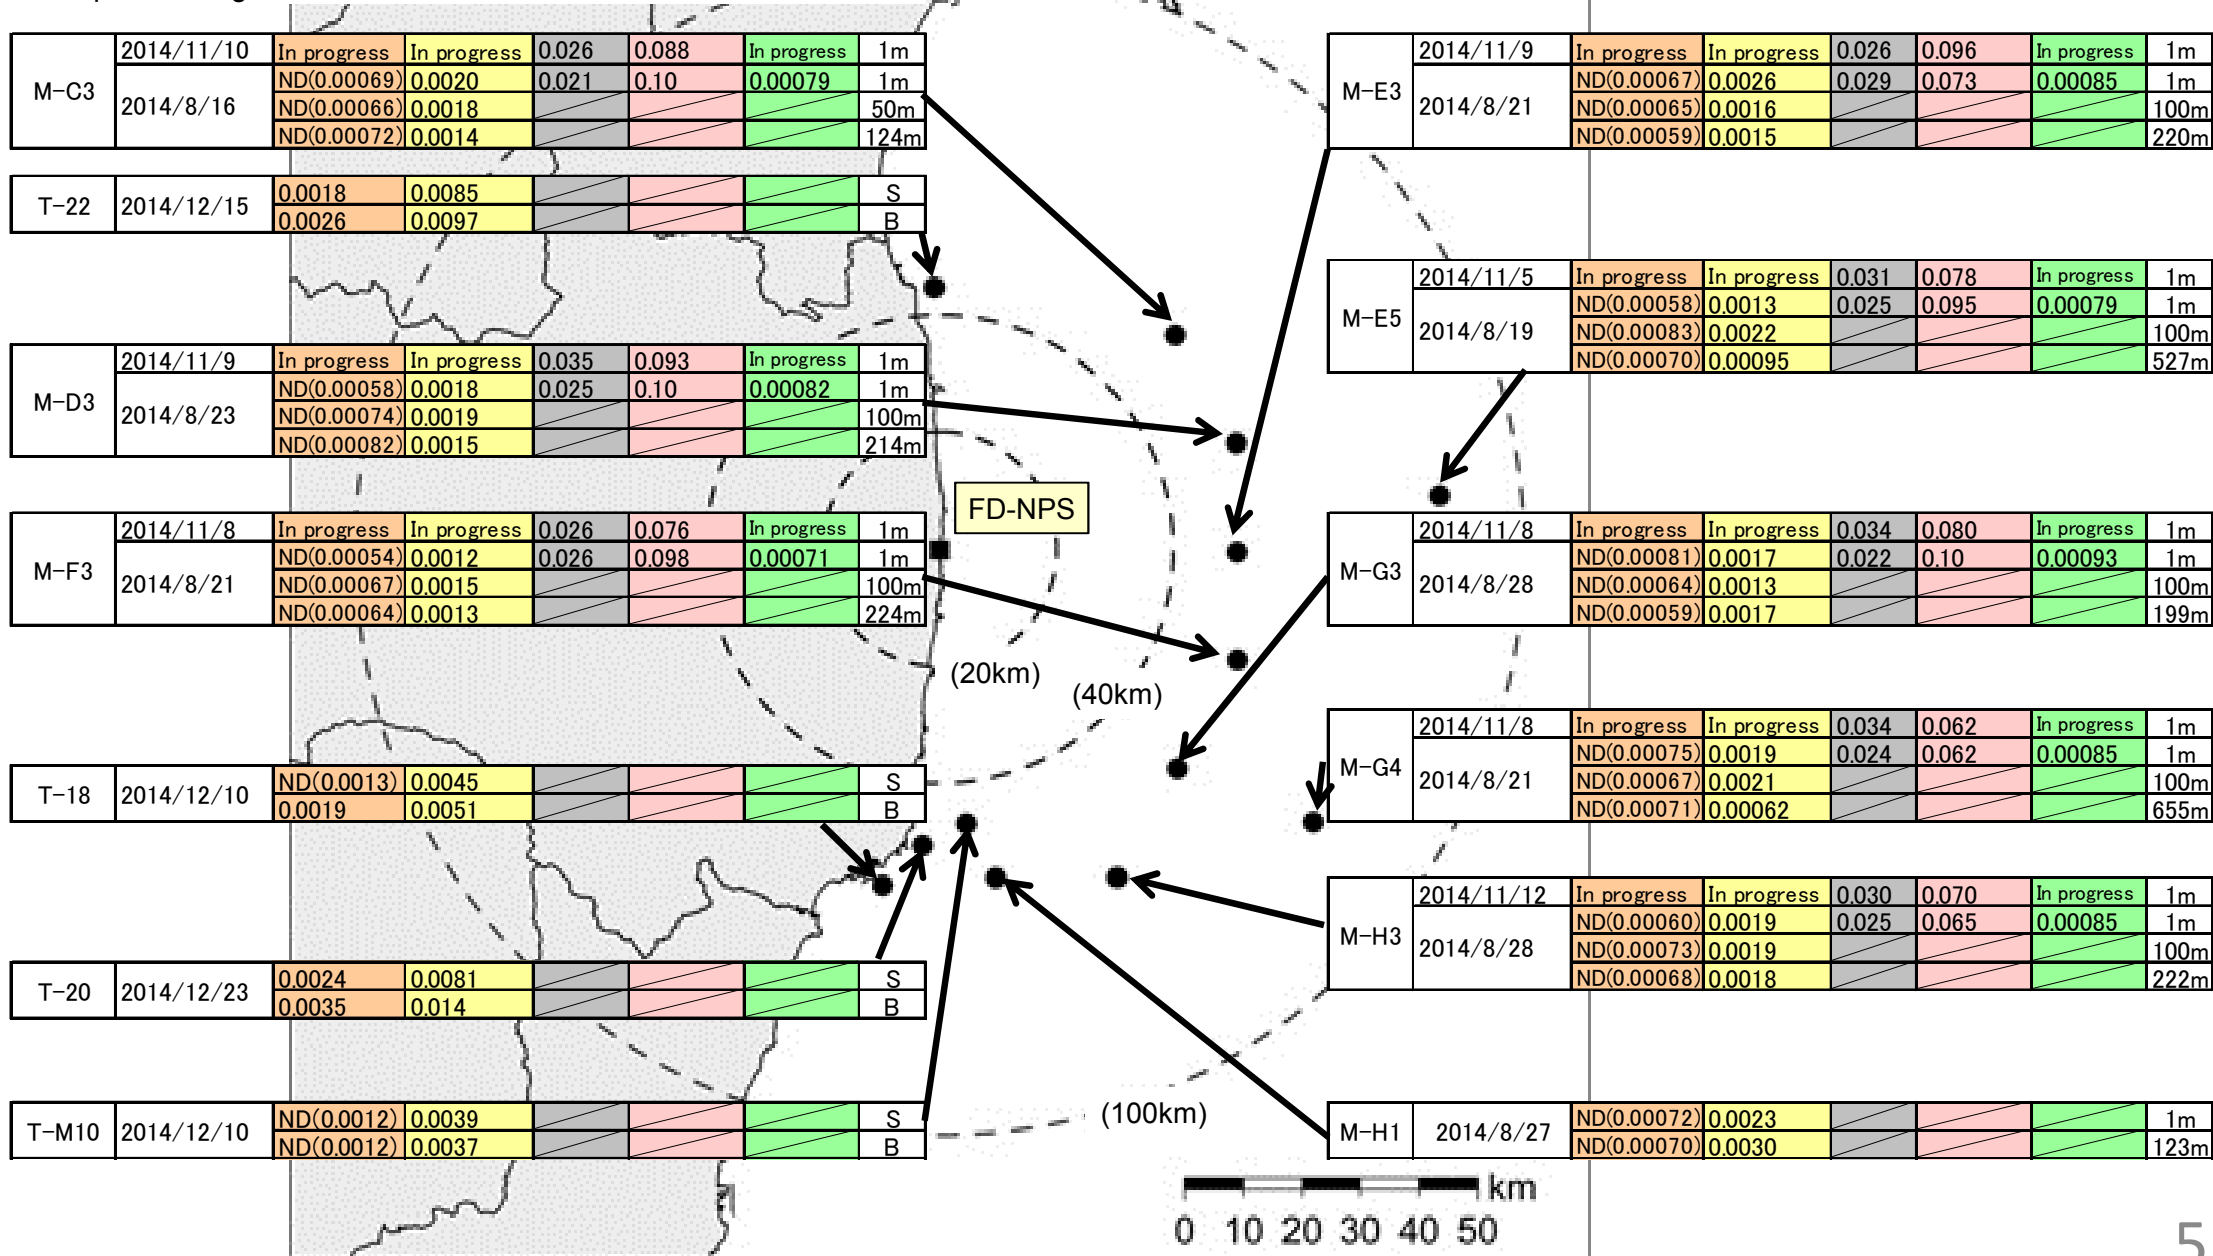 M-C3 2014/11/10 In progress In progress 0.026 0.088 In progress 1m
2014/8/16 ND(0.00069) 0.0020 0.021 0.10 0.00079 1m
ND(0.00066) 0.0018 50m
ND(0.00072) 0.0014 124m
T-22 2014/12/15 0.0018 0.0085 S
0.0026 0.0097 B
M-D3 2014/11/9 In progress In progress 0.035 0.093 In progress 1m
2014/8/23 ND(0.00058) 0.0018 0.025 0.10 0.00082 1m
ND(0.00074) 0.0019 100m
ND(0.00082) 0.0015 214m
M-F3 2014/11/8 In progress In progress 0.026 0.076 In progress 1m
2014/8/21 ND(0.00054) 0.0012 0.026 0.098 0.00071 1m
ND(0.00067) 0.0015 100m
ND(0.00064) 0.0013 224m
T-18 2014/12/10 ND(0.0013) 0.0045 S
0.0019 0.0051 B
T-20 2014/12/23 0.0024 0.0081 S
0.0035 0.014 B
T-M10 2014/12/10 ND(0.0012) 0.0039 S
ND(0.0012) 0.0037 B
FD-NPS
(20km)
(40km)
(100km)
M-E3 2014/11/9 In progress In progress 0.026 0.096 In progress 1m
2014/8/21 ND(0.00067) 0.0026 0.029 0.073 0.00085 1m
ND(0.00065) 0.0016 100m
ND(0.00059) 0.0015 220m
M-E5 2014/11/5 In progress In progress 0.031 0.078 In progress 1m
2014/8/19 ND(0.00058) 0.0013 0.025 0.095 0.00079 1m
ND(0.00083) 0.0022 100m
ND(0.00070) 0.00095 527m
M-G3 2014/11/8 In progress In progress 0.034 0.080 In progress 1m
2014/8/28 ND(0.00081) 0.0017 0.022 0.10 0.00093 1m
ND(0.00064) 0.0013 100m
ND(0.00059) 0.0017 199m
M-G4 2014/11/8 In progress In progress 0.034 0.062 In progress 1m
2014/8/21 ND(0.00075) 0.0019 0.024 0.062 0.00085 1m
ND(0.00067) 0.0021 100m
ND(0.00071) 0.00062 655m
M-H3 2014/11/12 In progress In progress 0.030 0.070 In progress 1m
2014/8/28 ND(0.00060) 0.0019 0.025 0.065 0.00085 1m
ND(0.00073) 0.0019 100m
ND(0.00068) 0.0018 222m
M-H1 2014/8/27 ND(0.00072) 0.0023 1m
ND(0.00070) 0.0030 123m
km
0 10 20 30 40 50
5